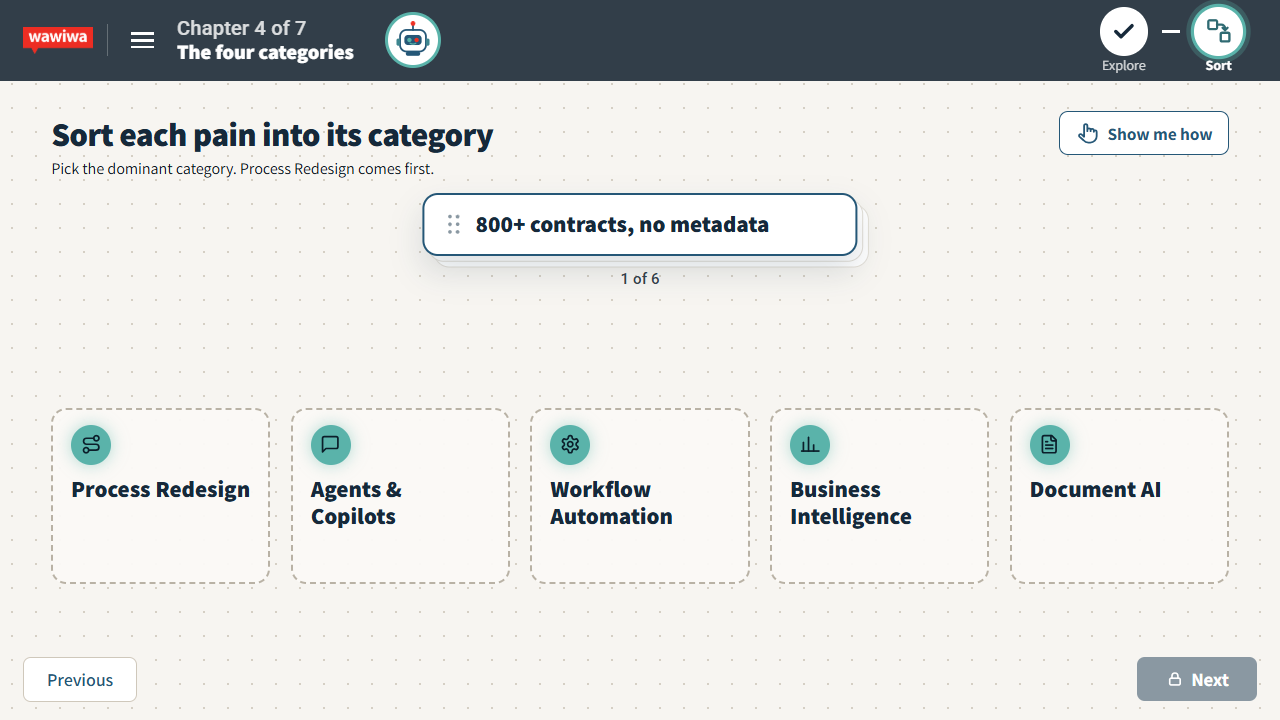 wawiwa
Chapter 4 of 7
The four categories
Explore
Sort
Sort each pain into its category
Show me how
Pick the dominant category. Process Redesign comes first.
800+ contracts, no metadata
1 of 6
Process Redesign
Agents &
Copilots
Workflow
Automation
Business
Intelligence
Document AI
Previous
Next